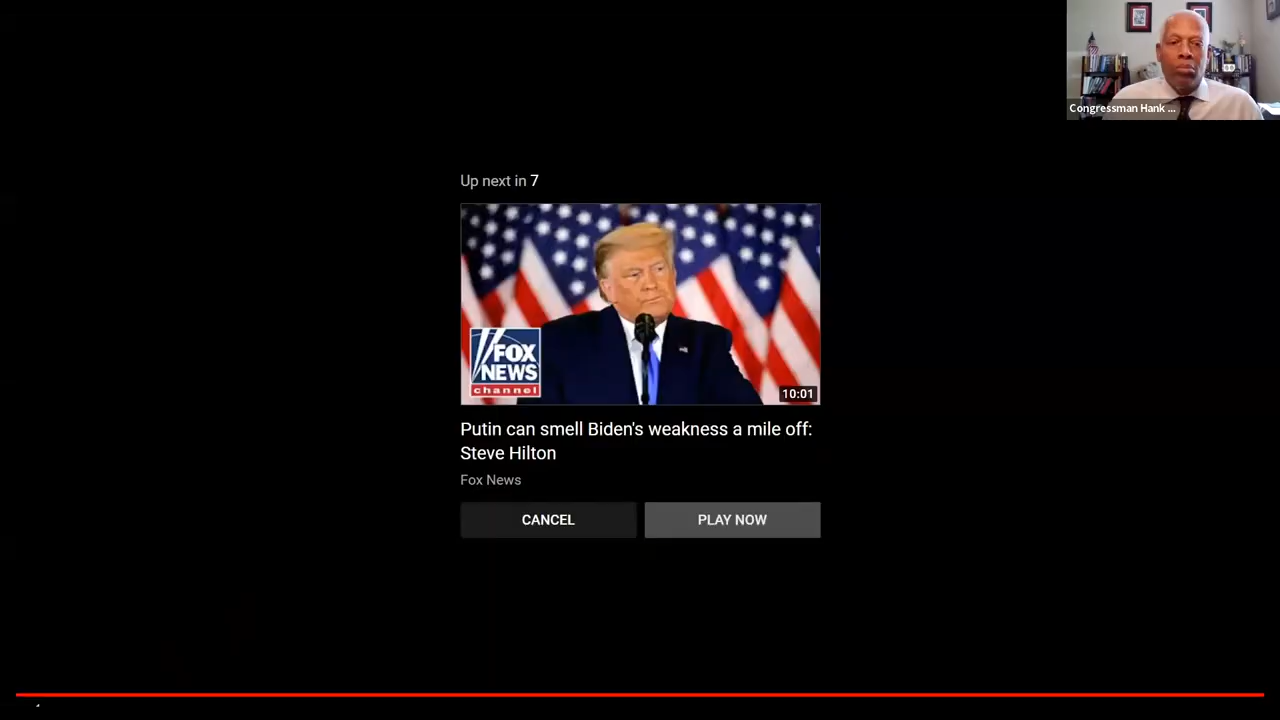 Congressman Hank ...
Up next in 7
FOX
NEWS
channel
10:01
Putin can smell Biden's weakness a mile off:
Steve Hilton
Fox News
CANCEL
PLAY NOW